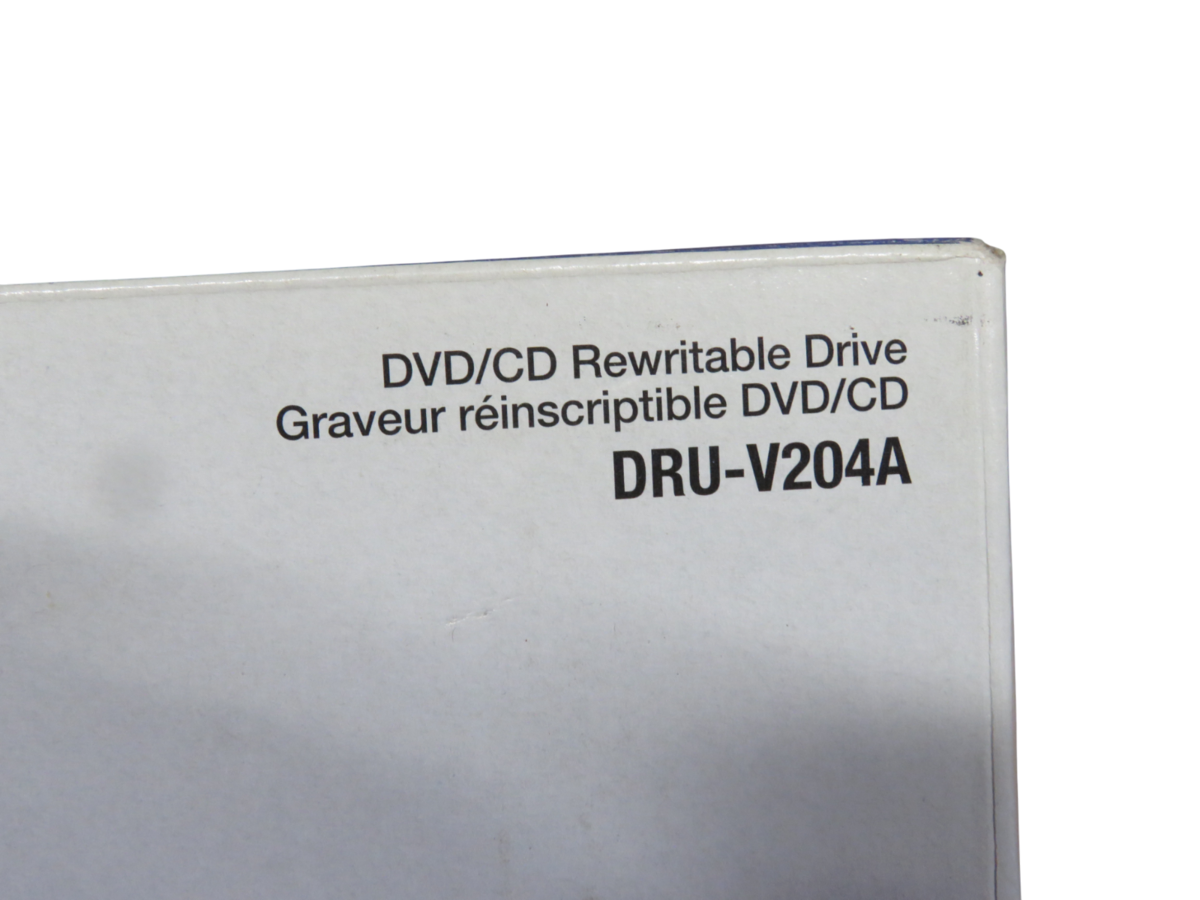 DVD/CD Rewritable Drive
Graveur réinscriptible DVD/CD
DRU-V204A